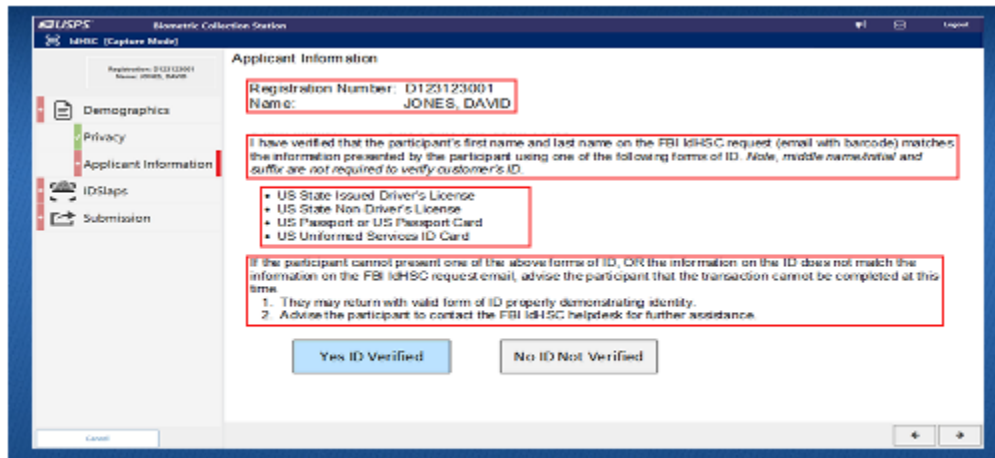 USPS Biometric Collection Station Logout
IdHSC [Capture Mode]
Registration: D123123001
Name: JONES, DAVID
Demographics
Privacy
Applicant Information
IDSlaps
Submission
Cancel
Applicant Information
Registration Number: D123123001
Name: JONES, DAVID
I have verified that the participant's first name and last name on the FBI IdHSC request (email with barcode) matches
the information presented by the participant using one of the following forms of ID. Note, middle name/initial and
suffix are not required to verify customer's ID.
• US State Issued Driver's License
• US State Non-Driver's License
• US Passport or US Passport Card
• US Uniformed Services ID Card
If the participant cannot present one of the above forms of ID, OR the information on the ID does not match the
information on the FBI IdHSC request email, advise the participant that the transaction cannot be completed at this
time.
1. They may return with valid form of ID properly demonstrating identity.
2. Advise the participant to contact the FBI IdHSC helpdesk for further assistance.
Yes ID Verified No ID Not Verified